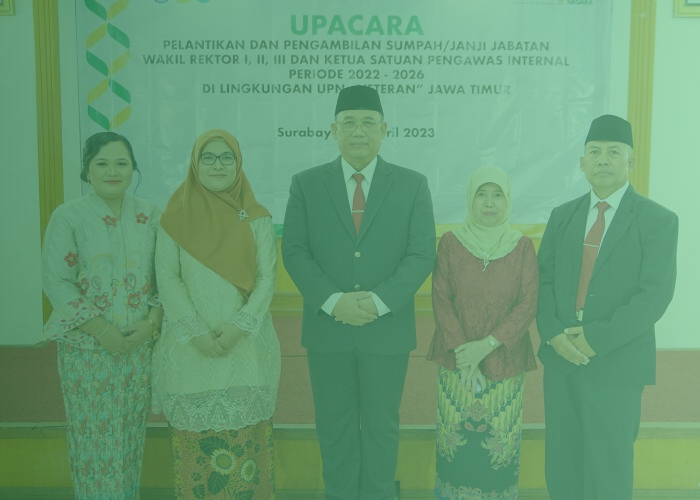 UPACARA
PELANTIKAN DAN PENGAMBILAN SUMPAH/JANJI JABATAN
WAKIL REKTOR I, II, III DAN KETUA SATUAN PENGAWAS INTERNAL
PERIODE 2022 - 2026
DI LINGKUNGAN UPN JAWA TIMUR
2023